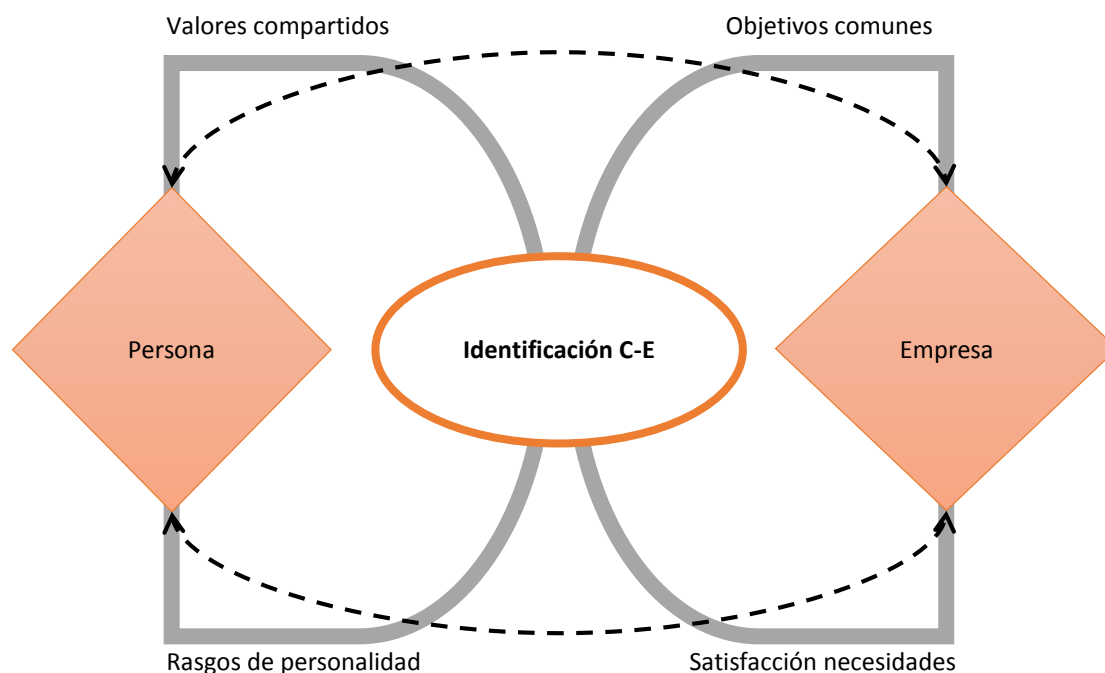 Valores compartidos
Objetivos comunes
Persona
Identificación C-E
Empresa
Rasgos de personalidad
Satisfacción necesidades